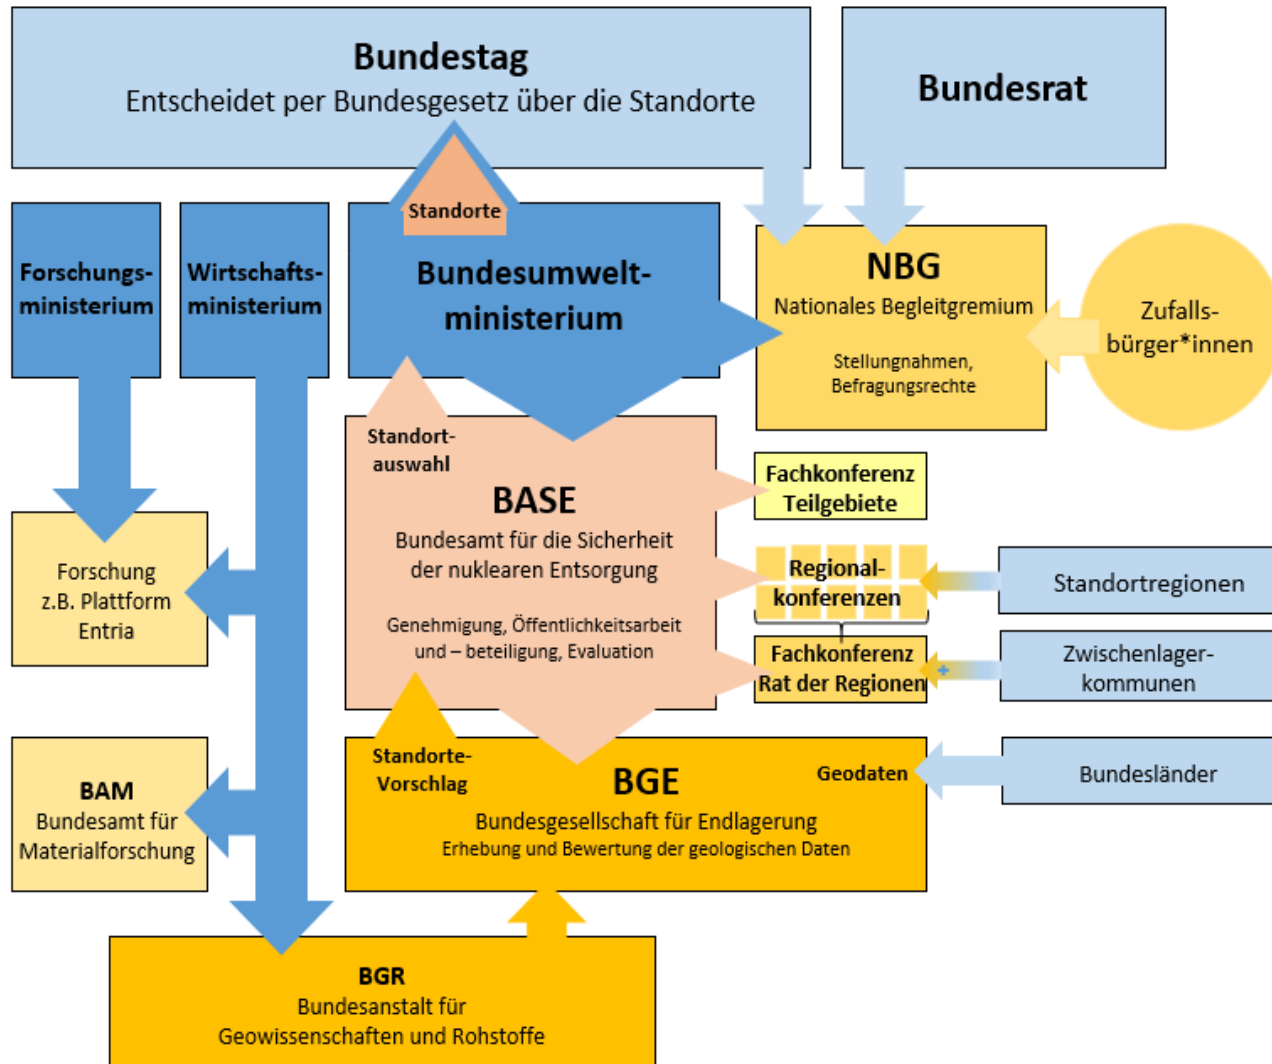 Bundestag
Entscheidet per Bundesgesetz über die Standorte
Bundesrat
Standorte
Forschungs-
ministerium
Wirtschafts-
ministerium
Bundesumwelt-
ministerium
NBG
Nationales Begleitgremium
Stellungnahmen,
Befragungsrechte
Zufalls-
bürger*innen
Standort-
auswahl
BASE
Bundesamt für die Sicherheit
der nuklearen Entsorgung
Genehmigung, Öffentlichkeitsarbeit
und – beteiligung, Evaluation
Fachkonferenz
Teilgebiete
Regional-
konferenzen
Standortregionen
Fachkonferenz
Rat der Regionen
+
Zwischenlager-
kommunen
Forschung
z.B. Plattform
Entria
BAM
Bundesamt für
Materialforschung
Standorte-
Vorschlag
BGE
Bundesgesellschaft für Endlagerung
Erhebung und Bewertung der geologischen Daten
Geodaten
Bundesländer
BGR
Bundesanstalt für
Geowissenschaften und Rohstoffe